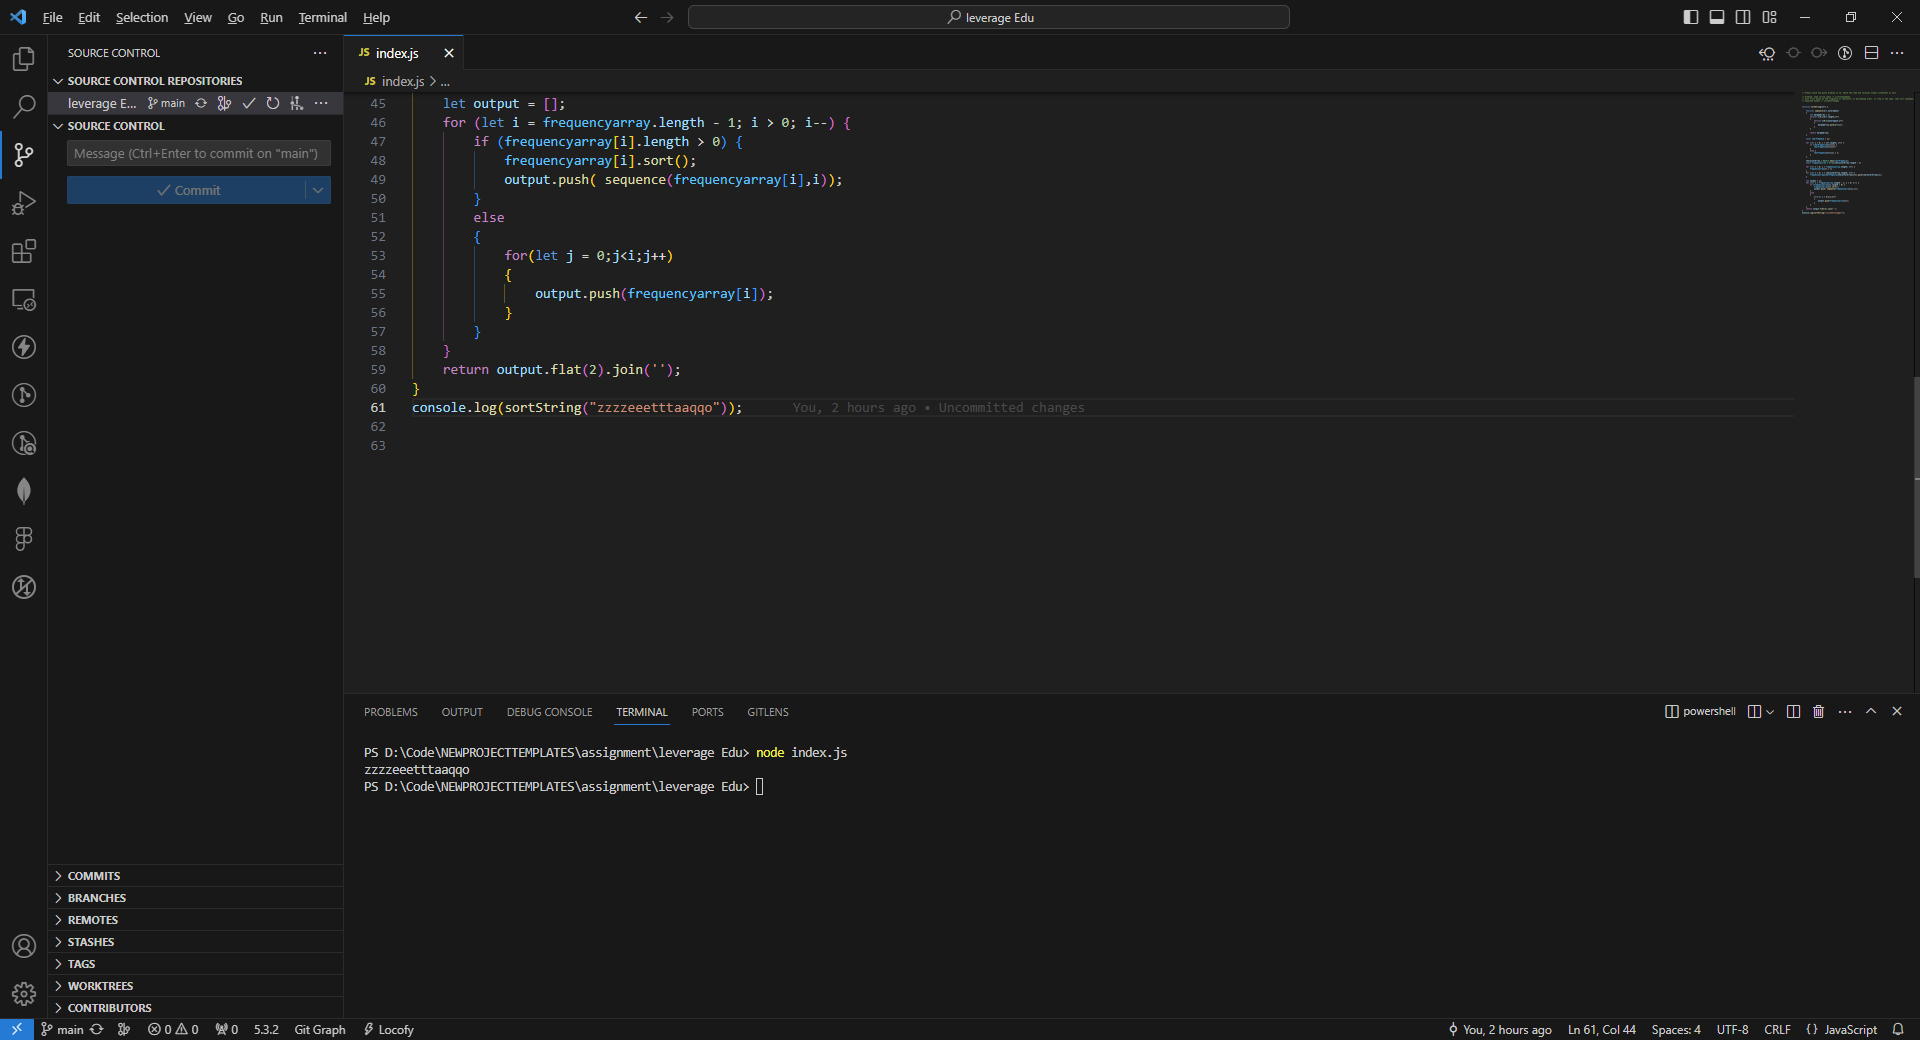 File Edit Selection View Go Run Terminal Help
leverage Edu
SOURCE CONTROL
SOURCE CONTROL REPOSITORIES
leverage E... main
SOURCE CONTROL
Message (Ctrl+Enter to commit on "main")
Commit
COMMITS
BRANCHES
REMOTES
STASHES
TAGS
WORKTREES
CONTRIBUTORS
JS index.js
JS index.js > ...
45 let output = [];
46 for (let i = frequencyarray.length - 1; i > 0; i--) {
47 if (frequencyarray[i].length > 0) {
48 frequencyarray[i].sort();
49 output.push( sequence(frequencyarray[i],i));
50 }
51 else
52 {
53 for(let j = 0;j<i;j++)
54 {
55 output.push(frequencyarray[i]);
56 }
57 }
58 }
59 return output.flat(2).join('');
60 }
61 console.log(sortString("zzzzeeetttaaqqo")); You, 2 hours ago • Uncommitted changes
62
63
PROBLEMS OUTPUT DEBUG CONSOLE TERMINAL PORTS GITLENS
powershell
PS D:\Code\NEWPROJECTTEMPLATES\assignment\leverage Edu> node index.js
zzzzeeetttaaqqo
PS D:\Code\NEWPROJECTTEMPLATES\assignment\leverage Edu>
main 0 0 0 5.3.2 Git Graph Locofy
You, 2 hours ago Ln 61, Col 44 Spaces: 4 UTF-8 CRLF {} JavaScript